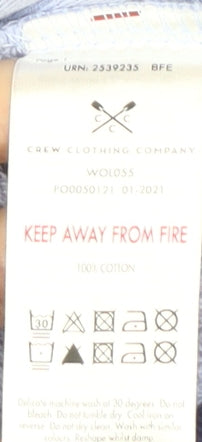 URN: 2539235 BFE
C
C C
C
CREW CLOTHING COMPANY
WOL055
PO0050121 01-2021
KEEP AWAY FROM FIRE
100% COTTON
30
Delicate machine wash at 30 degrees. Do not
bleach. Do not tumble dry. Cool iron on
reverse. Do not dry clean. Wash with similar
colours. Reshape whilst damp.